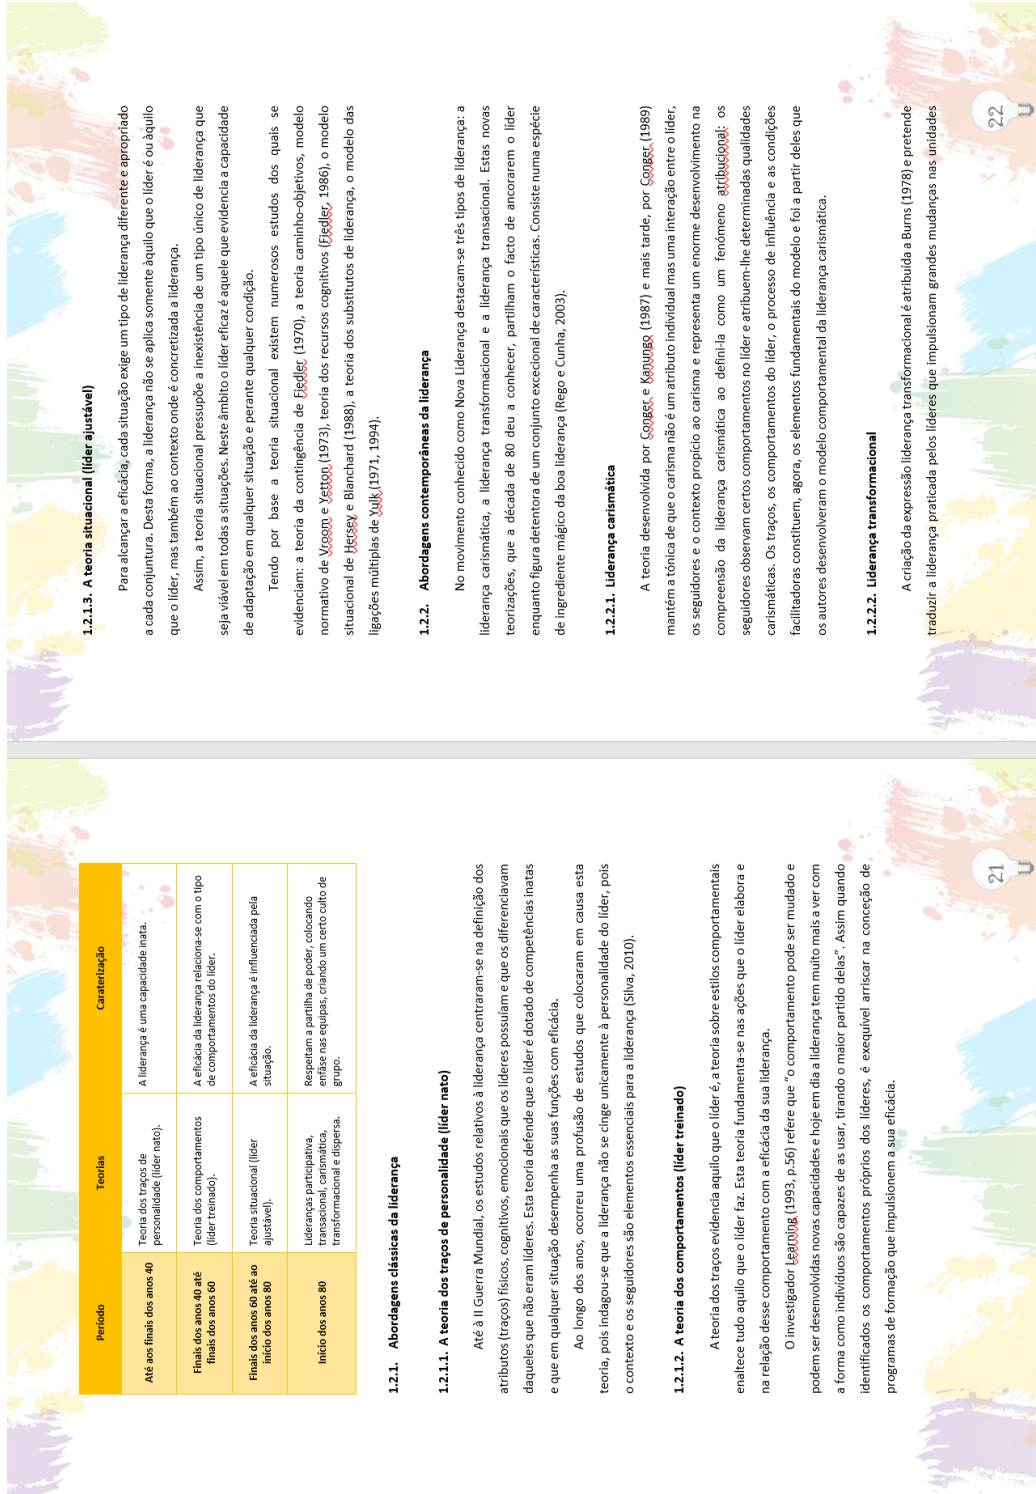 Período Teorias Caraterização
Até aos finais dos anos 40
Teoria dos traços de
personalidade (líder nato).
A liderança é uma capacidade inata.
Finais dos anos 40 até
finais dos anos 60
Teoria dos comportamentos
(líder treinado).
A eficácia da liderança relaciona-se com o tipo
de comportamentos do líder.
Finais dos anos 60 até ao
início dos anos 80
Teoria situacional (líder
ajustável).
A eficácia da liderança é influenciada pela
situação.
Início dos anos 80
Lideranças participativa,
transacional, carismática,
transformacional e dispersa.
Respeitam a partilha de poder, colocando
enfâse nas equipas, criando um certo culto de
grupo.
1.2.1. Abordagens clássicas da liderança
1.2.1.1. A teoria dos traços de personalidade (líder nato)
Até à II Guerra Mundial, os estudos relativos à liderança centraram-se na definição dos
atributos (traços) físicos, cognitivos, emocionais que os líderes possuíam e que os diferenciavam
daqueles que não eram líderes. Esta teoria defende que o líder é dotado de competências inatas
e que em qualquer situação desempenha as suas funções com eficácia.
Ao longo dos anos, ocorreu uma profusão de estudos que colocaram em causa esta
teoria, pois indagou-se que a liderança não se cinge unicamente à personalidade do líder, pois
o contexto e os seguidores são elementos essenciais para a liderança (Silva, 2010).
1.2.1.2. A teoria dos comportamentos (líder treinado)
A teoria dos traços evidencia aquilo que o líder é, a teoria sobre estilos comportamentais
enaltece tudo aquilo que o líder faz. Esta teoria fundamenta-se nas ações que o líder elabora e
na relação desse comportamento com a eficácia da sua liderança.
O investigador Learning (1993, p.56) refere que “o comportamento pode ser mudado e
podem ser desenvolvidas novas capacidades e hoje em dia a liderança tem muito mais a ver com
a forma como indivíduos são capazes de as usar, tirando o maior partido delas”. Assim quando
identificados os comportamentos próprios dos líderes, é exequível arriscar na conceção de
programas de formação que impulsionem a sua eficácia.
21
1.2.1.3. A teoria situacional (líder ajustável)
Para alcançar a eficácia, cada situação exige um tipo de liderança diferente e apropriado
a cada conjuntura. Desta forma, a liderança não se aplica somente àquilo que o líder é ou àquilo
que o líder, mas também ao contexto onde é concretizada a liderança.
Assim, a teoria situacional pressupõe a inexistência de um tipo único de liderança que
seja viável em todas a situações. Neste âmbito o líder eficaz é aquele que evidencia a capacidade
de adaptação em qualquer situação e perante qualquer condição.
Tendo por base a teoria situacional existem numerosos estudos dos quais se
evidenciam: a teoria da contingência de Fiedler (1970), a teoria caminho-objetivos, modelo
normativo de Vroom e Yetton (1973), teoria dos recursos cognitivos (Fiedler, 1986), o modelo
situacional de Hersey e Blanchard (1988), a teoria dos substitutos de liderança, o modelo das
ligações múltiplas de Yulk (1971, 1994).
1.2.2. Abordagens contemporâneas da liderança
No movimento conhecido como Nova Liderança destacam-se três tipos de liderança: a
liderança carismática, a liderança transformacional e a liderança transacional. Estas novas
teorizações, que a década de 80 deu a conhecer, partilham o facto de ancorarem o líder
enquanto figura detentora de um conjunto excecional de características. Consiste numa espécie
de ingrediente mágico da boa liderança (Rego e Cunha, 2003).
1.2.2.1. Liderança carismática
A teoria desenvolvida por Conger e Kanungo (1987) e mais tarde, por Conger (1989)
mantém a tónica de que o carisma não é um atributo individual mas uma interação entre o líder,
os seguidores e o contexto propício ao carisma e representa um enorme desenvolvimento na
compreensão da liderança carismática ao defini-la como um fenómeno atribucional: os
seguidores observam certos comportamentos no líder e atribuem-lhe determinadas qualidades
carismáticas. Os traços, os comportamentos do líder, o processo de influência e as condições
facilitadoras constituem, agora, os elementos fundamentais do modelo e foi a partir deles que
os autores desenvolveram o modelo comportamental da liderança carismática.
1.2.2.2. Liderança transformacional
A criação da expressão liderança transformacional é atribuída a Burns (1978) e pretende
traduzir a liderança praticada pelos líderes que impulsionam grandes mudanças nas unidades
22